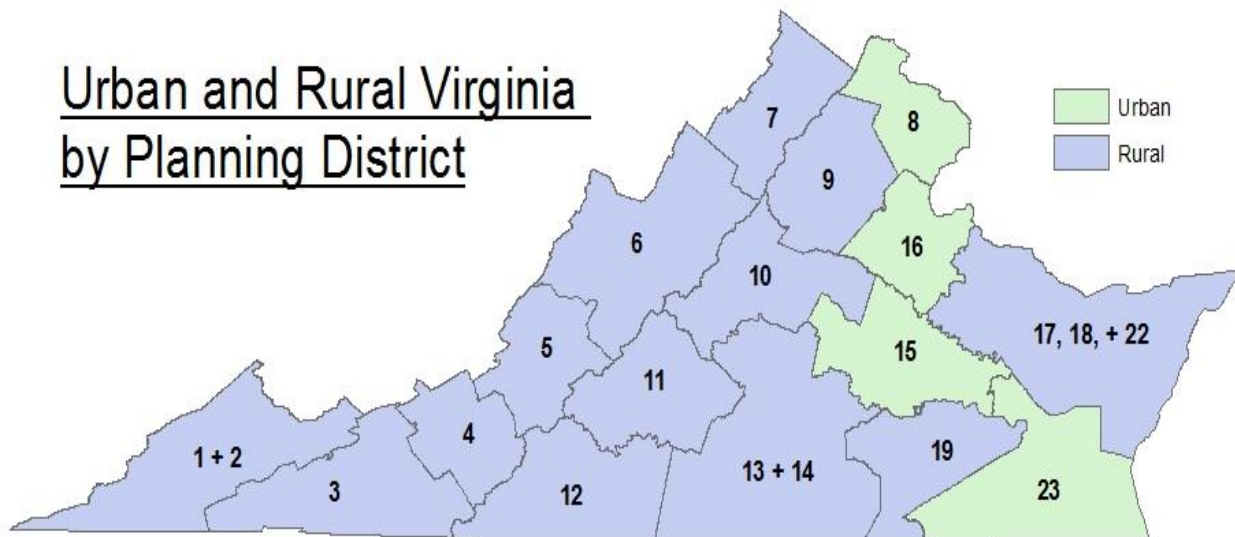 Urban and Rural Virginia
by Planning District
Urban
Rural
7
8
9
6
16
10
17, 18, + 22
5
15
11
4
1 + 2
19
13 + 14
3
12
23